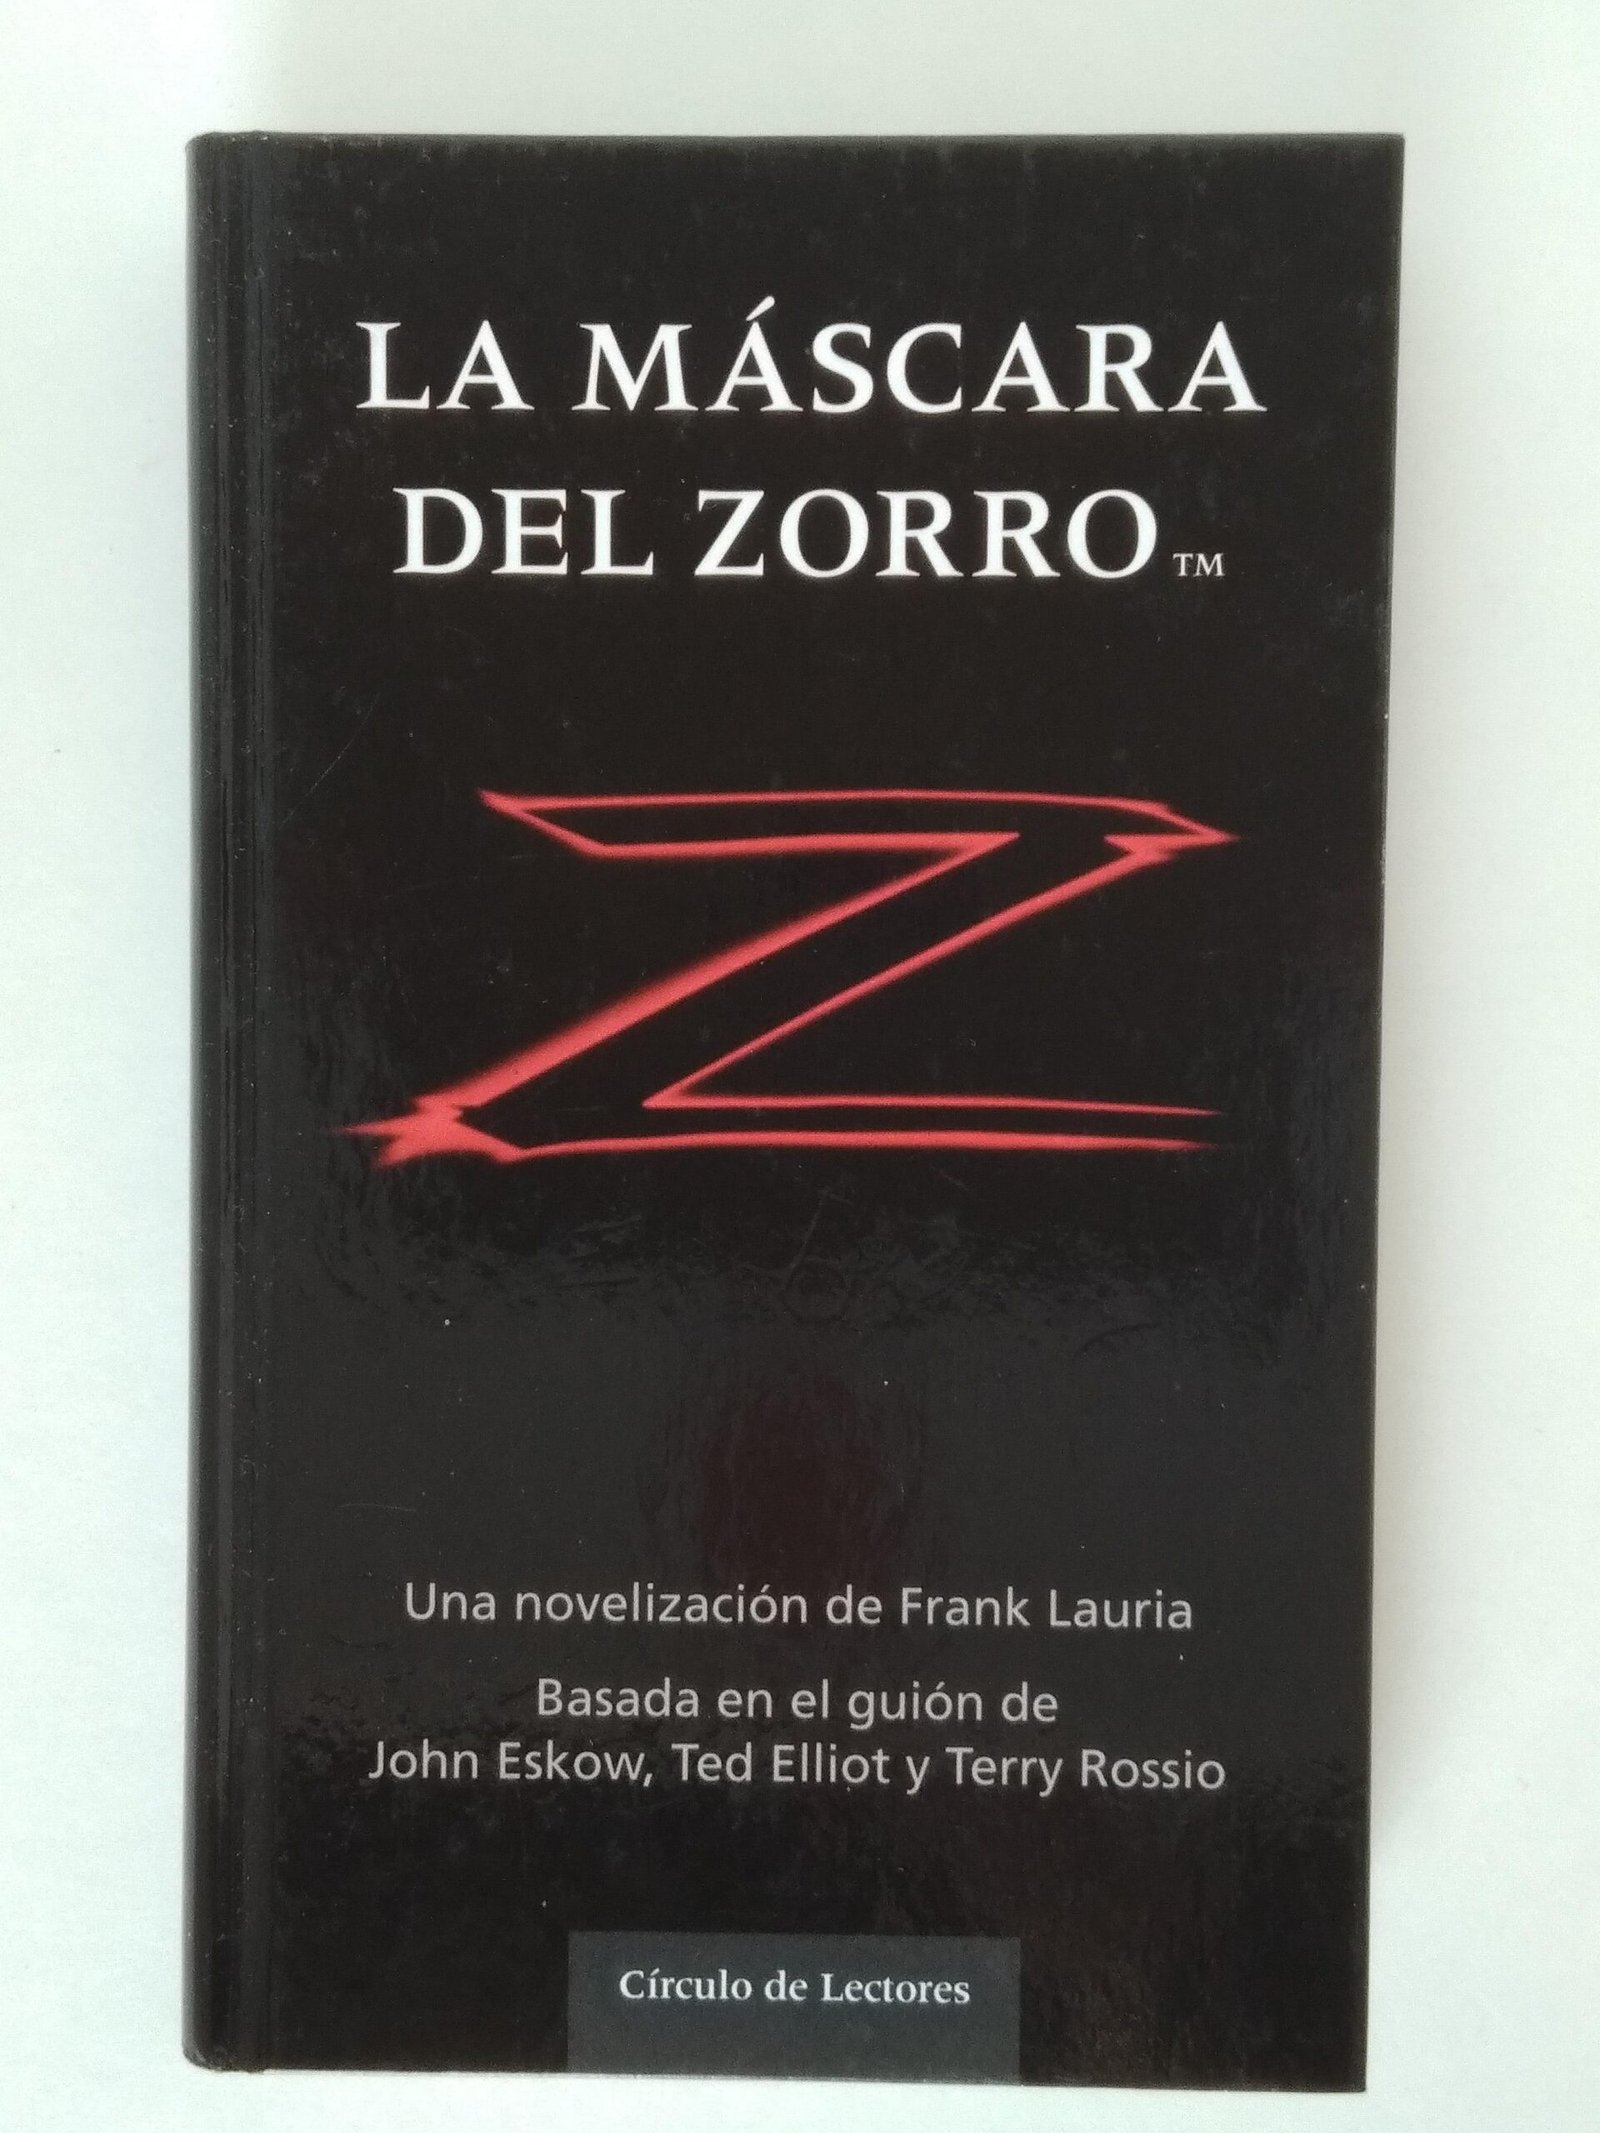 LA MÁSCARA
DEL ZORRO™
Z
Una novelización de Frank Lauria
Basada en el guión de
John Eskow, Ted Elliot y Terry Rossio
Círculo de Lectores